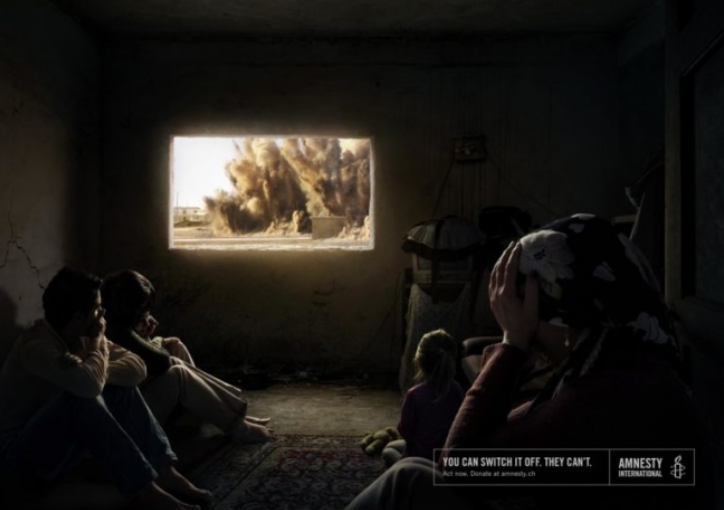 YOU CAN SWITCH IT OFF. THEY CAN'T.
Act now. Donate at amnesty.ch
AMNESTY
INTERNATIONAL